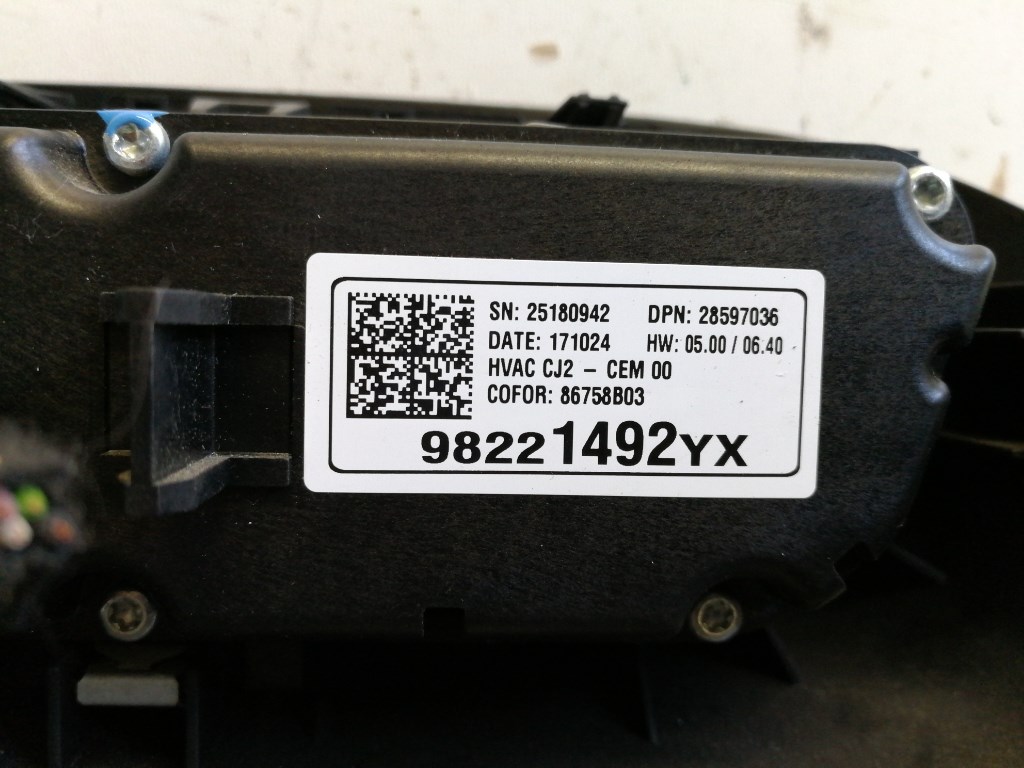 SN: 25180942 DPN: 28597036
DATE: 171024 HW: 05.00 / 06.40
HVAC CJ2 - CEM 00
COFOR: 86758B03
98221492YX